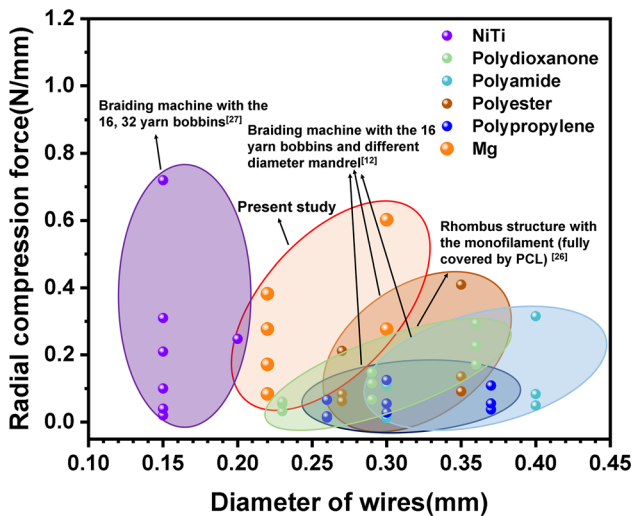 1.2
1.0
0.8
0.6
0.4
0.2
0.0
Radial compression force(N/mm)
NiTi
Polydioxanone
Polyamide
Polyester
Polypropylene
Mg
Braiding machine with the
16, 32 yarn bobbins[27]
Braiding machine with the 16
yarn bobbins and different
diameter mandrel[12]
Present study
Rhombus structure with
the monofilament (fully
covered by PCL) [26]
0.10 0.15 0.20 0.25 0.30 0.35 0.40 0.45
Diameter of wires(mm)